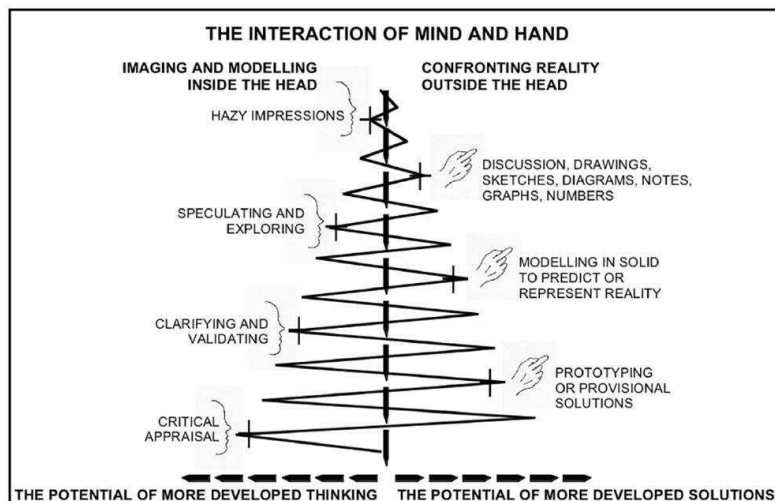 THE INTERACTION OF MIND AND HAND
IMAGING AND MODELLING
INSIDE THE HEAD
CONFRONTING REALITY
OUTSIDE THE HEAD
HAZY IMPRESSIONS
DISCUSSION, DRAWINGS,
SKETCHES, DIAGRAMS, NOTES,
GRAPHS, NUMBERS
SPECULATING AND
EXPLORING
MODELLING IN SOLID
TO PREDICT OR
REPRESENT REALITY
CLARIFYING AND
VALIDATING
PROTOTYPING
OR PROVISIONAL
SOLUTIONS
CRITICAL
APPRAISAL
THE POTENTIAL OF MORE DEVELOPED THINKING
THE POTENTIAL OF MORE DEVELOPED SOLUTIONS